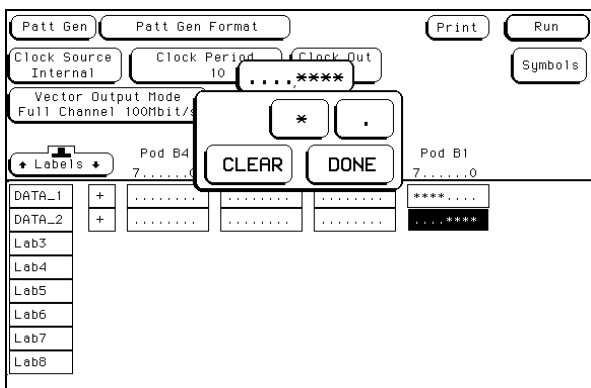 Patt Gen Patt Gen Format Print Run
Clock Source Clock Period Clock Out Symbols
Internal 10
....,****
Vector Output Mode
Full Channel 100Mbit/s
* .
CLEAR DONE
Labels Pod B4 Pod B1
7......0 7......0
DATA_1 + ........ ........ ........ ****....
DATA_2 + ........ ........ ........ ....****
Lab3
Lab4
Lab5
Lab6
Lab7
Lab8